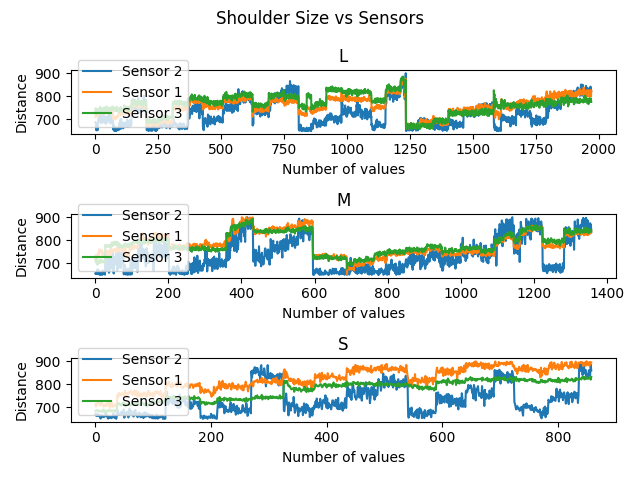 Shoulder Size vs Sensors
L
Distance
900
800
700
Sensor 2
Sensor 1
Sensor 3
0 250 500 750 1000 1250 1500 1750 2000
Number of values
M
Distance
900
800
700
Sensor 2
Sensor 1
Sensor 3
0 200 400 600 800 1000 1200 1400
Number of values
S
Distance
900
800
700
Sensor 2
Sensor 1
Sensor 3
0 200 400 600 800
Number of values